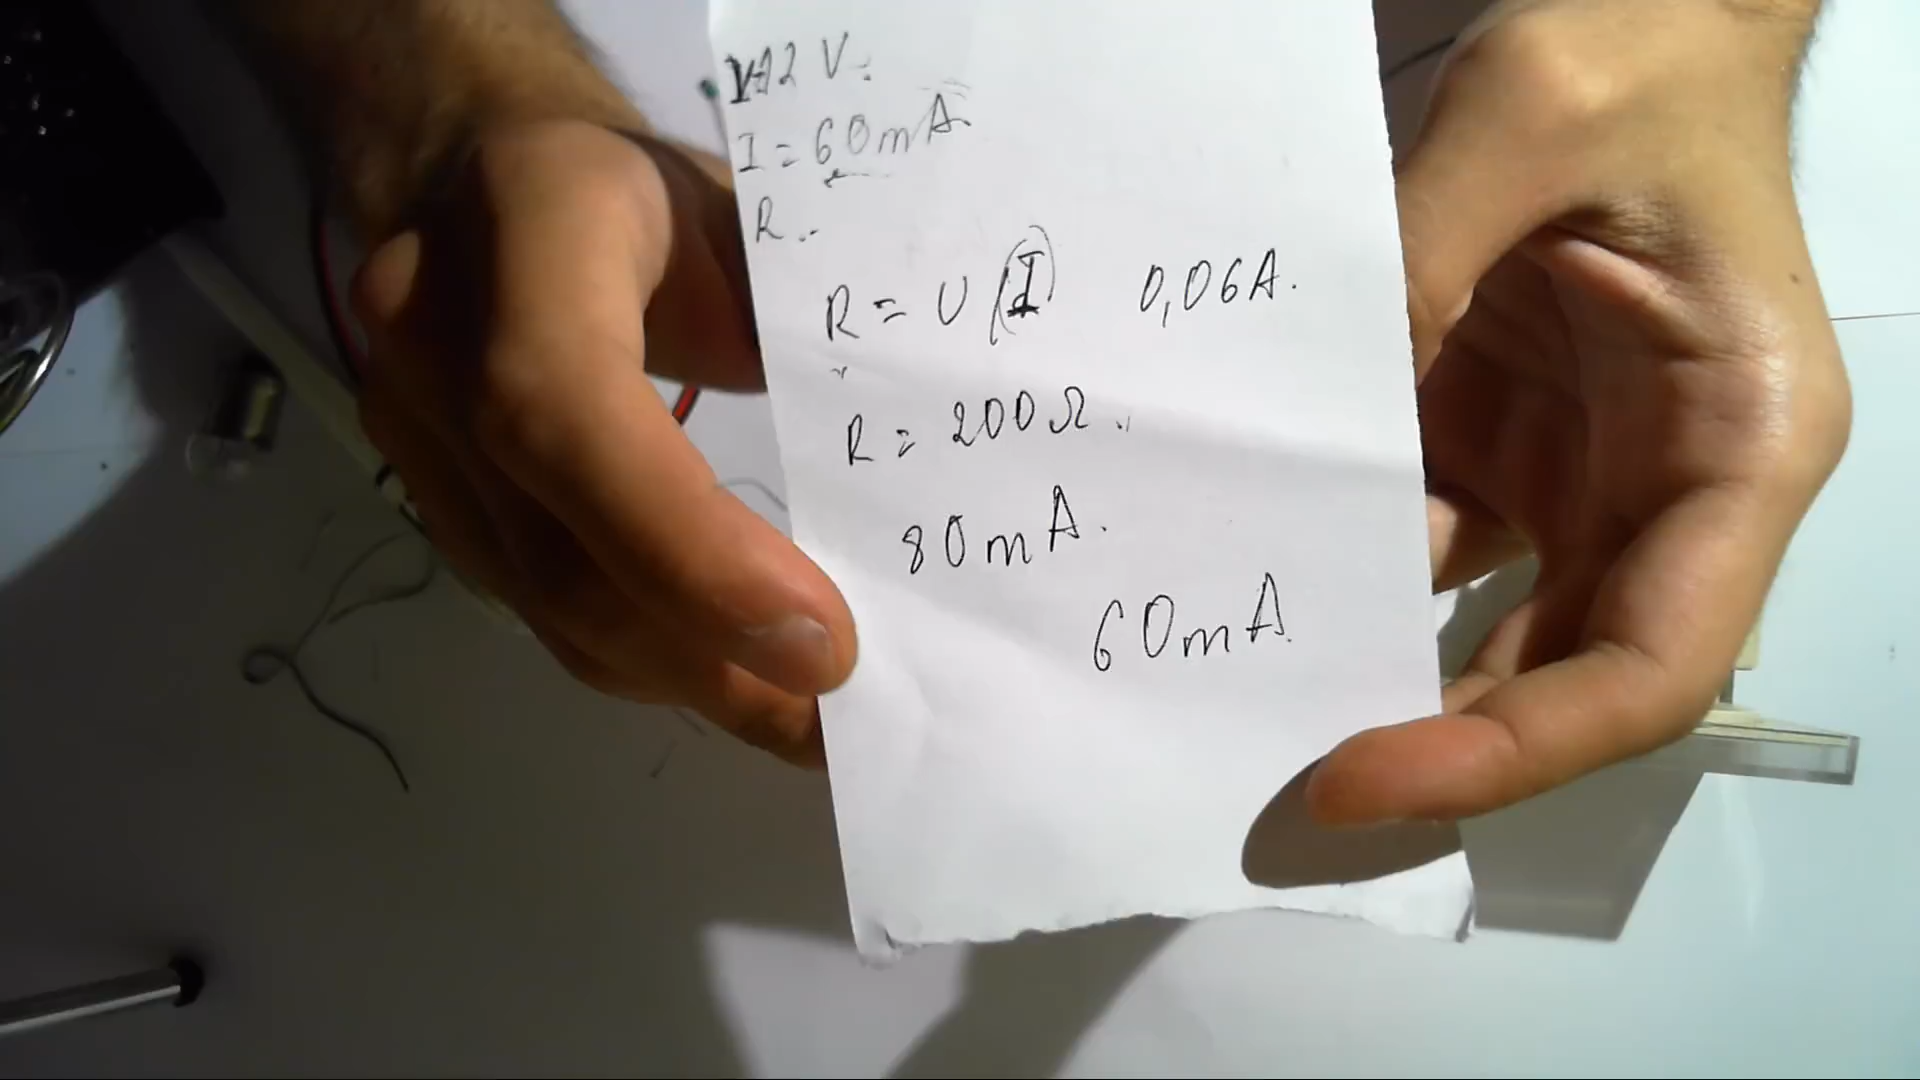 12 V.
I = 60mA.
R.
R = U/(I) 0,06A.
R = 200Ω.
80mA.
60mA